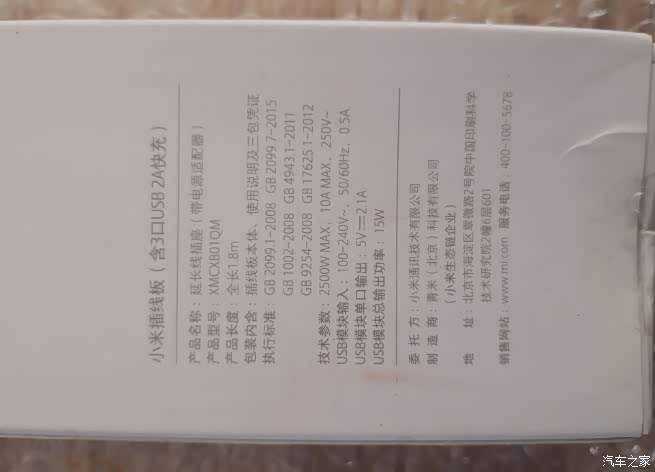 小米插线板（含3口USB 2A快充）
产品名称：延长线插座（带电源适配器）
产品型号：XMCXB01QM
产品长度：全长1.8m
包装内含：插线板本体、使用说明及三包凭证
执行标准：GB 2099.1-2008 GB 2099.7-2015
GB 1002-2008 GB 4943.1-2011
GB 9254-2008 GB 17625.1-2012
技术参数：2500W MAX，10A MAX，250V~
USB模块输入：100-240V~，50/60Hz，0.5A
USB模块单口输出：5V⎓2.1A
USB模块总输出功率：15W
委托方：小米通讯技术有限公司
制造商：青米（北京）科技有限公司
（小米生态链企业）
地址：北京市海淀区翠微路2号院中国印刷科学
技术研究院2幢6层601
销售网站：www.mi.com 服务电话：400-100-5678
汽车之家